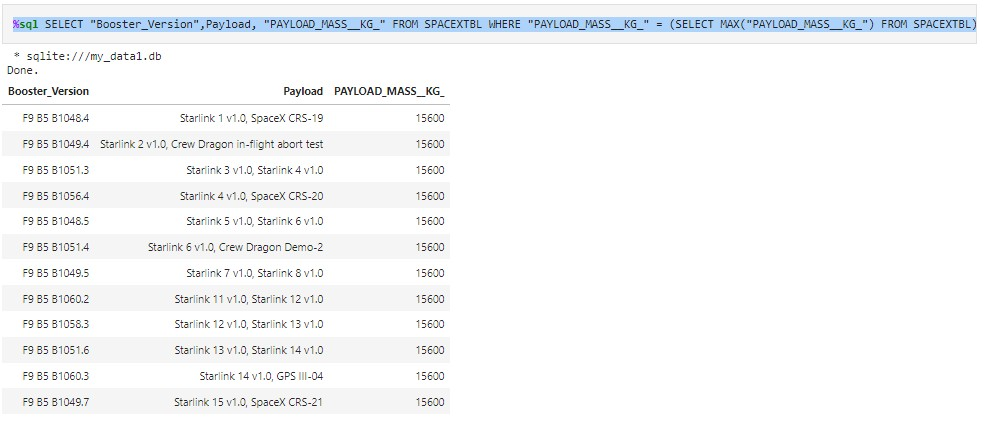 %sql SELECT "Booster_Version",Payload, "PAYLOAD_MASS__KG_" FROM SPACEXTBL WHERE "PAYLOAD_MASS__KG_" = (SELECT MAX("PAYLOAD_MASS__KG_") FROM SPACEXTBL)
* sqlite:///my_data1.db
Done.
Booster_Version Payload PAYLOAD_MASS__KG_
F9 B5 B1048.4 Starlink 1 v1.0, SpaceX CRS-19 15600
F9 B5 B1049.4 Starlink 2 v1.0, Crew Dragon in-flight abort test 15600
F9 B5 B1051.3 Starlink 3 v1.0, Starlink 4 v1.0 15600
F9 B5 B1056.4 Starlink 4 v1.0, SpaceX CRS-20 15600
F9 B5 B1048.5 Starlink 5 v1.0, Starlink 6 v1.0 15600
F9 B5 B1051.4 Starlink 6 v1.0, Crew Dragon Demo-2 15600
F9 B5 B1049.5 Starlink 7 v1.0, Starlink 8 v1.0 15600
F9 B5 B1060.2 Starlink 11 v1.0, Starlink 12 v1.0 15600
F9 B5 B1058.3 Starlink 12 v1.0, Starlink 13 v1.0 15600
F9 B5 B1051.6 Starlink 13 v1.0, Starlink 14 v1.0 15600
F9 B5 B1060.3 Starlink 14 v1.0, GPS III-04 15600
F9 B5 B1049.7 Starlink 15 v1.0, SpaceX CRS-21 15600